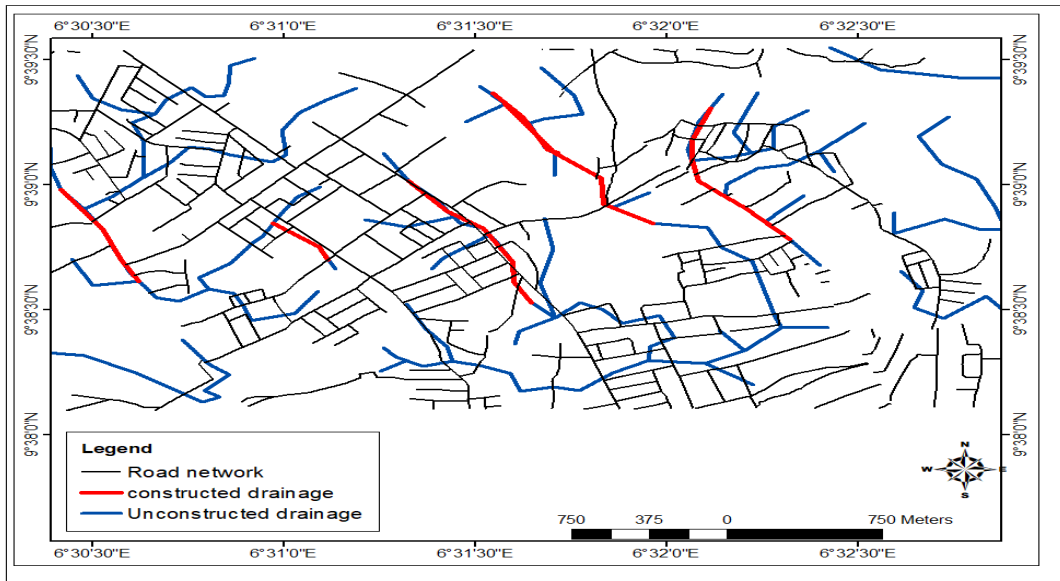 6°30'30"E 6°31'0"E 6°31'30"E 6°32'0"E 6°32'30"E
9°39'30"N 9°39'30"N
9°39'0"N 9°39'0"N
9°38'30"N 9°38'30"N
9°38'0"N 9°38'0"N
Legend
Road network
constructed drainage
Unconstructed drainage
N
W E
S
750 375 0 750 Meters
6°30'30"E 6°31'0"E 6°31'30"E 6°32'0"E 6°32'30"E